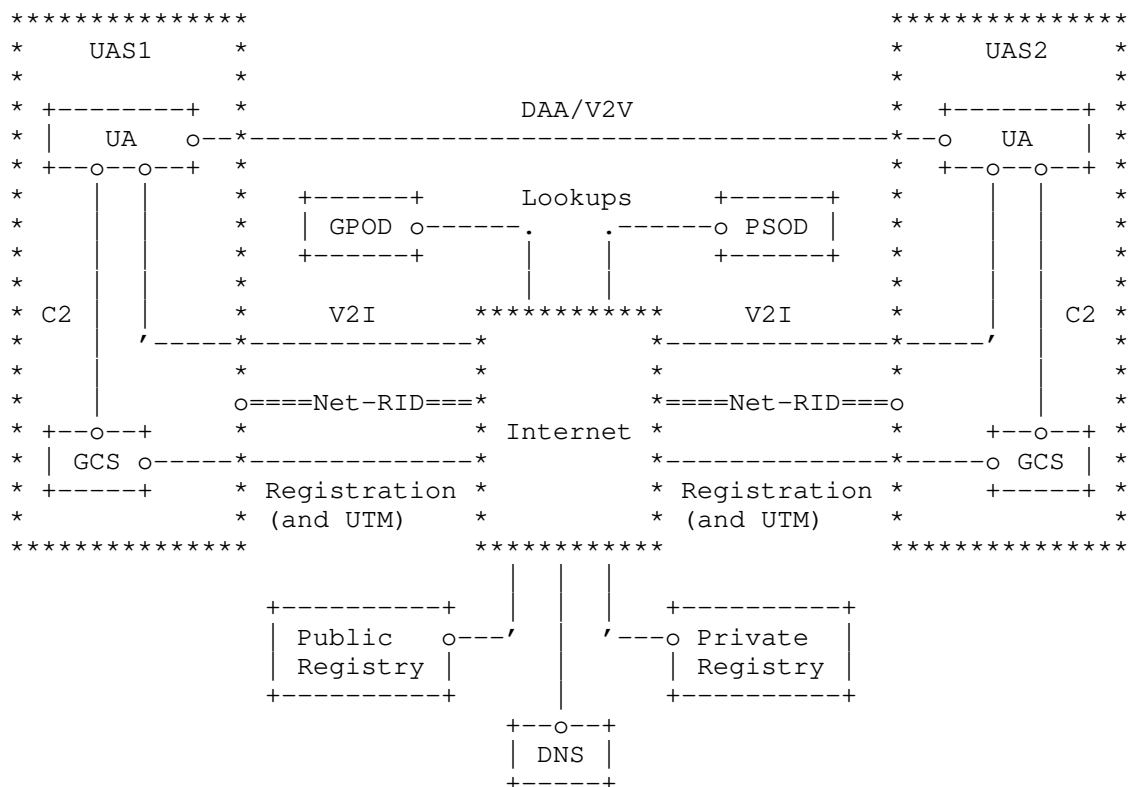 UAS1 UAS2
DAA/V2V
UA UA
Lookups
GPOD PSOD
C2 V2I V2I C2
Net-RID Net-RID
Internet
GCS GCS
Registration Registration
(and UTM) (and UTM)
Public Private
Registry Registry
DNS